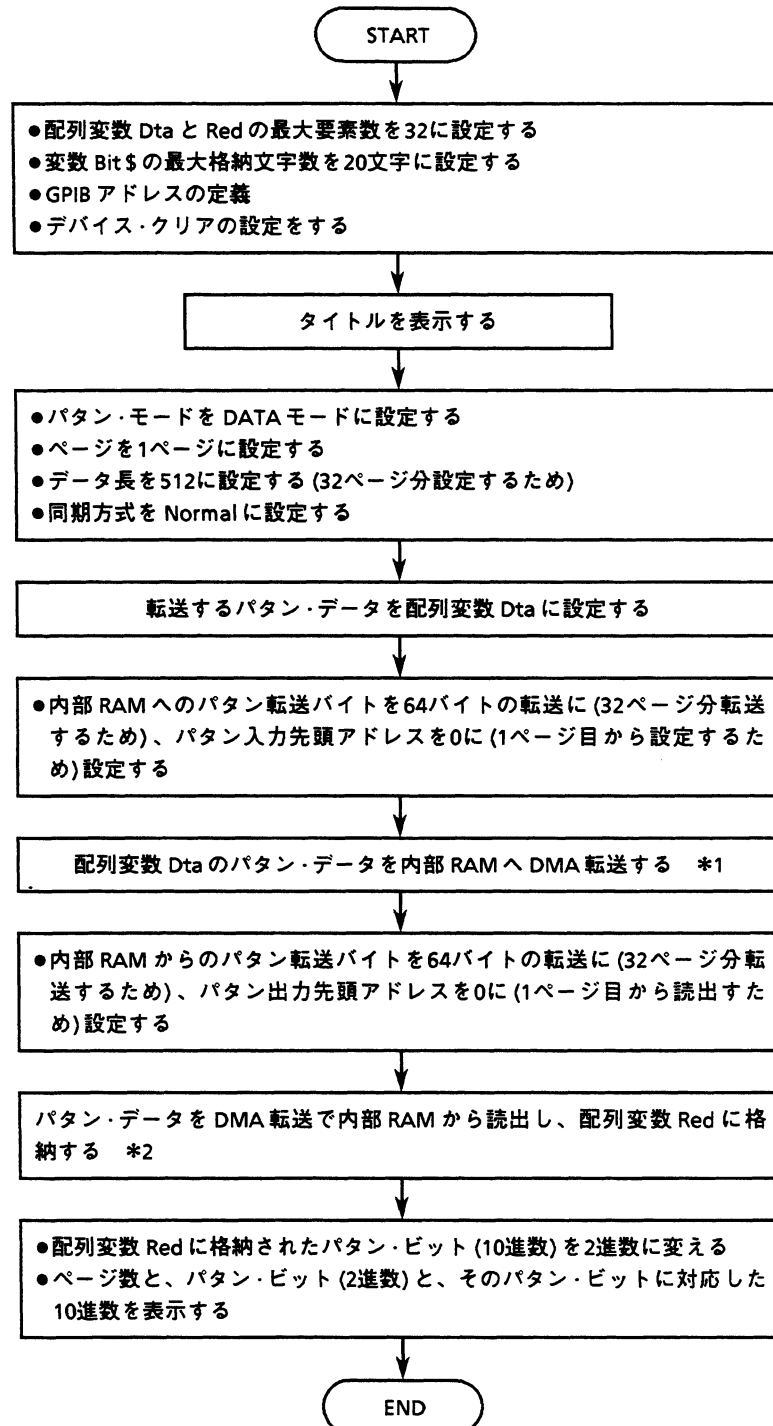 START
●配列変数 Dta と Red の最大要素数を32に設定する
●変数 Bit $ の最大格納文字数を20文字に設定する
●GPIB アドレスの定義
●デバイス・クリアの設定をする
タイトルを表示する
●パタン・モードを DATA モードに設定する
●ページを1ページに設定する
●データ長を512に設定する (32ページ分設定するため)
●同期方式を Normal に設定する
転送するパタン・データを配列変数 Dta に設定する
●内部 RAM へのパタン転送バイトを64バイトの転送に (32ページ分転送
するため)、パタン入力先頭アドレスを0に (1ページ目から設定するた
め) 設定する
配列変数 Dta のパタン・データを内部 RAM へ DMA 転送する *1
●内部 RAM からのパタン転送バイトを64バイトの転送に (32ページ分転
送するため)、パタン出力先頭アドレスを0に (1ページ目から読出すた
め) 設定する
パタン・データを DMA 転送で内部 RAM から読出し、配列変数 Red に格
納する *2
●配列変数 Red に格納されたパタン・ビット (10進数) を2進数に変える
●ページ数と、パタン・ビット (2進数) と、そのパタン・ビットに対応した
10進数を表示する
END